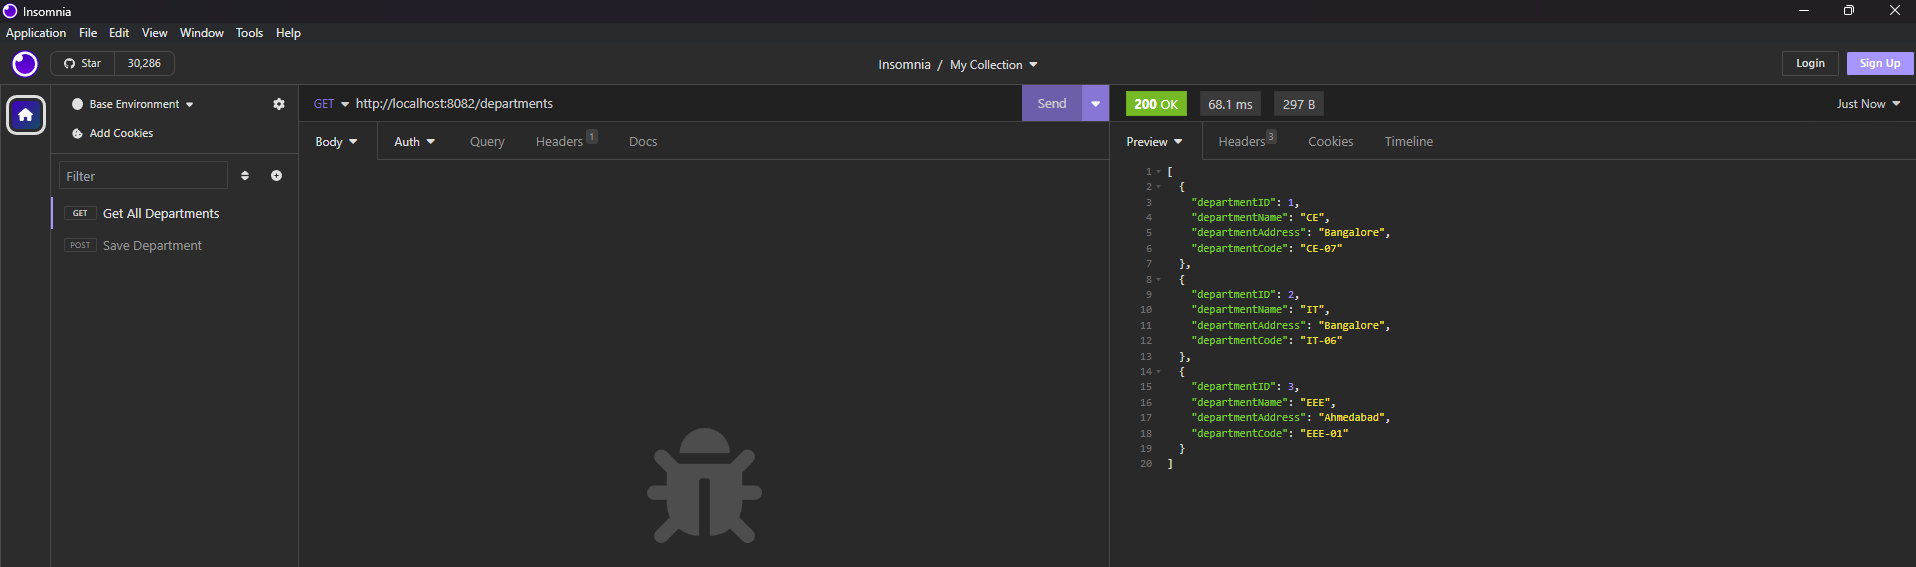 Insomnia
Application File Edit View Window Tools Help
Star 30,286
Insomnia / My Collection
Login Sign Up
Base Environment
GET http://localhost:8082/departments
Send
200 OK 68.1 ms 297 B
Just Now
Add Cookies
Body Auth Query Headers 1 Docs
Preview Headers 3 Cookies Timeline
Filter
GET Get All Departments
POST Save Department
1 [
2 {
3 "departmentID": 1,
4 "departmentName": "CE",
5 "departmentAddress": "Bangalore",
6 "departmentCode": "CE-07"
7 },
8 {
9 "departmentID": 2,
10 "departmentName": "IT",
11 "departmentAddress": "Bangalore",
12 "departmentCode": "IT-06"
13 },
14 {
15 "departmentID": 3,
16 "departmentName": "EEE",
17 "departmentAddress": "Ahmedabad",
18 "departmentCode": "EEE-01"
19 }
20 ]